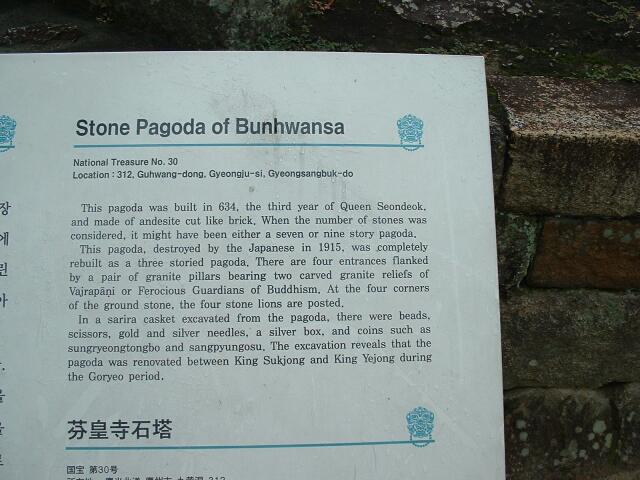 Stone Pagoda of Bunhwansa
National Treasure No. 30
Location : 312, Guhwang-dong, Gyeongju-si, Gyeongsangbuk-do
This pagoda was built in 634, the third year of Queen Seondeok,
and made of andesite cut like brick. When the number of stones was
considered, it might have been either a seven or nine story pagoda.
This pagoda, destroyed by the Japanese in 1915, was completely
rebuilt as a three storied pagoda. There are four entrances flanked
by a pair of granite pillars bearing two carved granite reliefs of
Vajrapāṇi or Ferocious Guardians of Buddhism. At the four corners
of the ground stone, the four stone lions are posted.
In a sarira casket excavated from the pagoda, there were beads,
scissors, gold and silver needles, a silver box, and coins such as
sungryeongtongbo and sangpyungosu. The excavation reveals that the
pagoda was renovated between King Sukjong and King Yejong during
the Goryeo period.
芬皇寺石塔
国宝 第30号
장
에
린
아
을